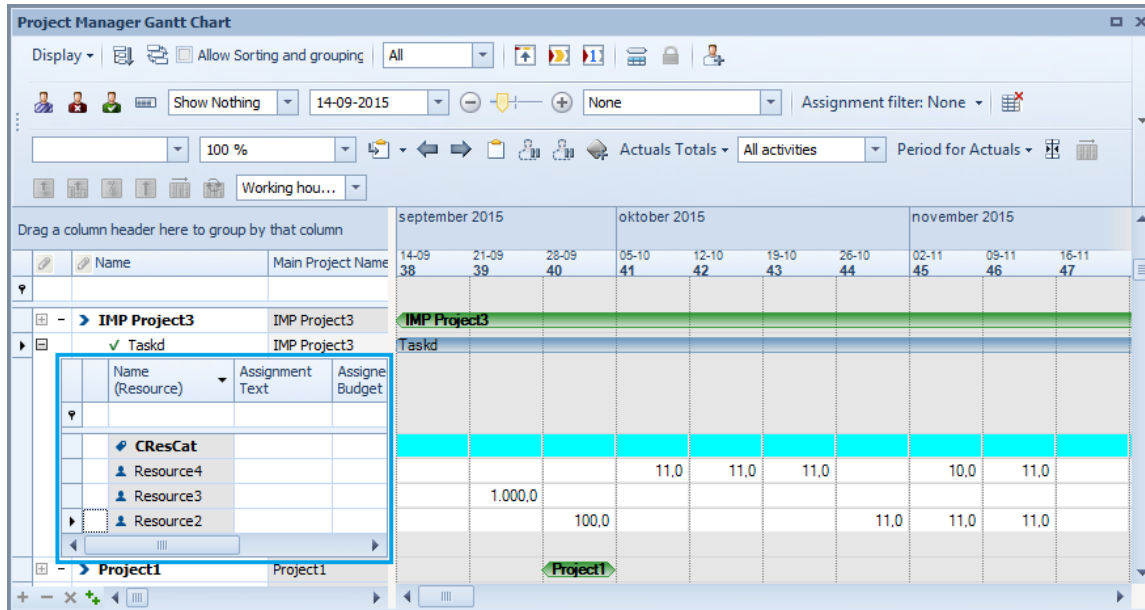 Project Manager Gantt Chart
Display Allow Sorting and grouping All
Show Nothing 14-09-2015 None Assignment filter: None
100 % Actuals Totals All activities Period for Actuals
Working hou...
Drag a column header here to group by that column
september 2015 oktober 2015 november 2015
Name Main Project Name
14-09 21-09 28-09 05-10 12-10 19-10 26-10 02-11 09-11 16-11
38 39 40 41 42 43 44 45 46 47
IMP Project3 IMP Project3 IMP Project3
Taskd IMP Project3 Taskd
Name (Resource) Assignment Text Assigne Budget
CResCat
Resource4 11,0 11,0 11,0 10,0 11,0
Resource3 1.000,0
Resource2 100,0 11,0 11,0 11,0
Project1 Project1 Project1